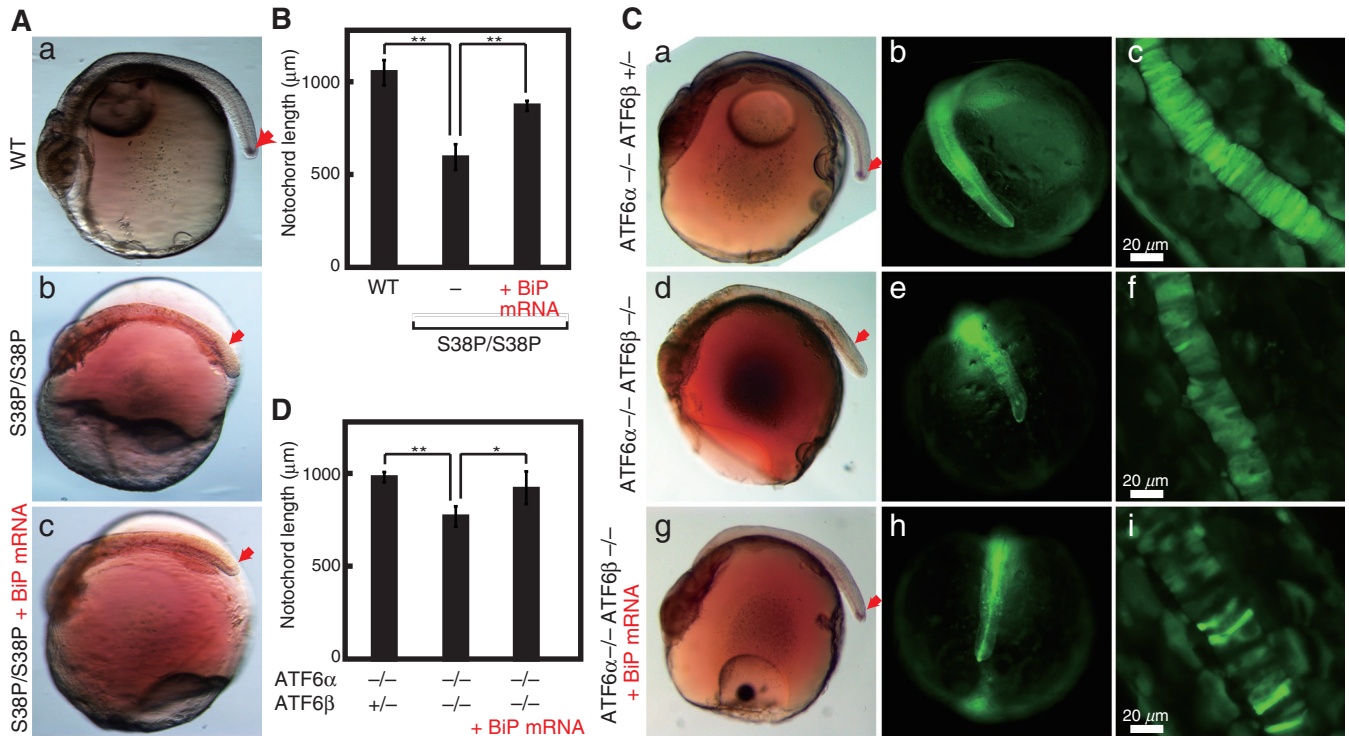 A
a
WT
b
S38P/S38P
c
S38P/S38P + BiP mRNA
B
Notochord length (μm)
1000
500
0
**
**
WT
–
+ BiP
mRNA
S38P/S38P
D
Notochord length (μm)
1000
500
0
**
*
ATF6α –/– –/– –/–
ATF6β +/– –/– –/–
+ BiP mRNA
C
a
b
c
ATF6α –/– ATF6β +/–
20 μm
d
e
f
ATF6α–/– ATF6β –/–
20 μm
g
h
i
ATF6α–/– ATF6β –/–
+ BiP mRNA
20 μm